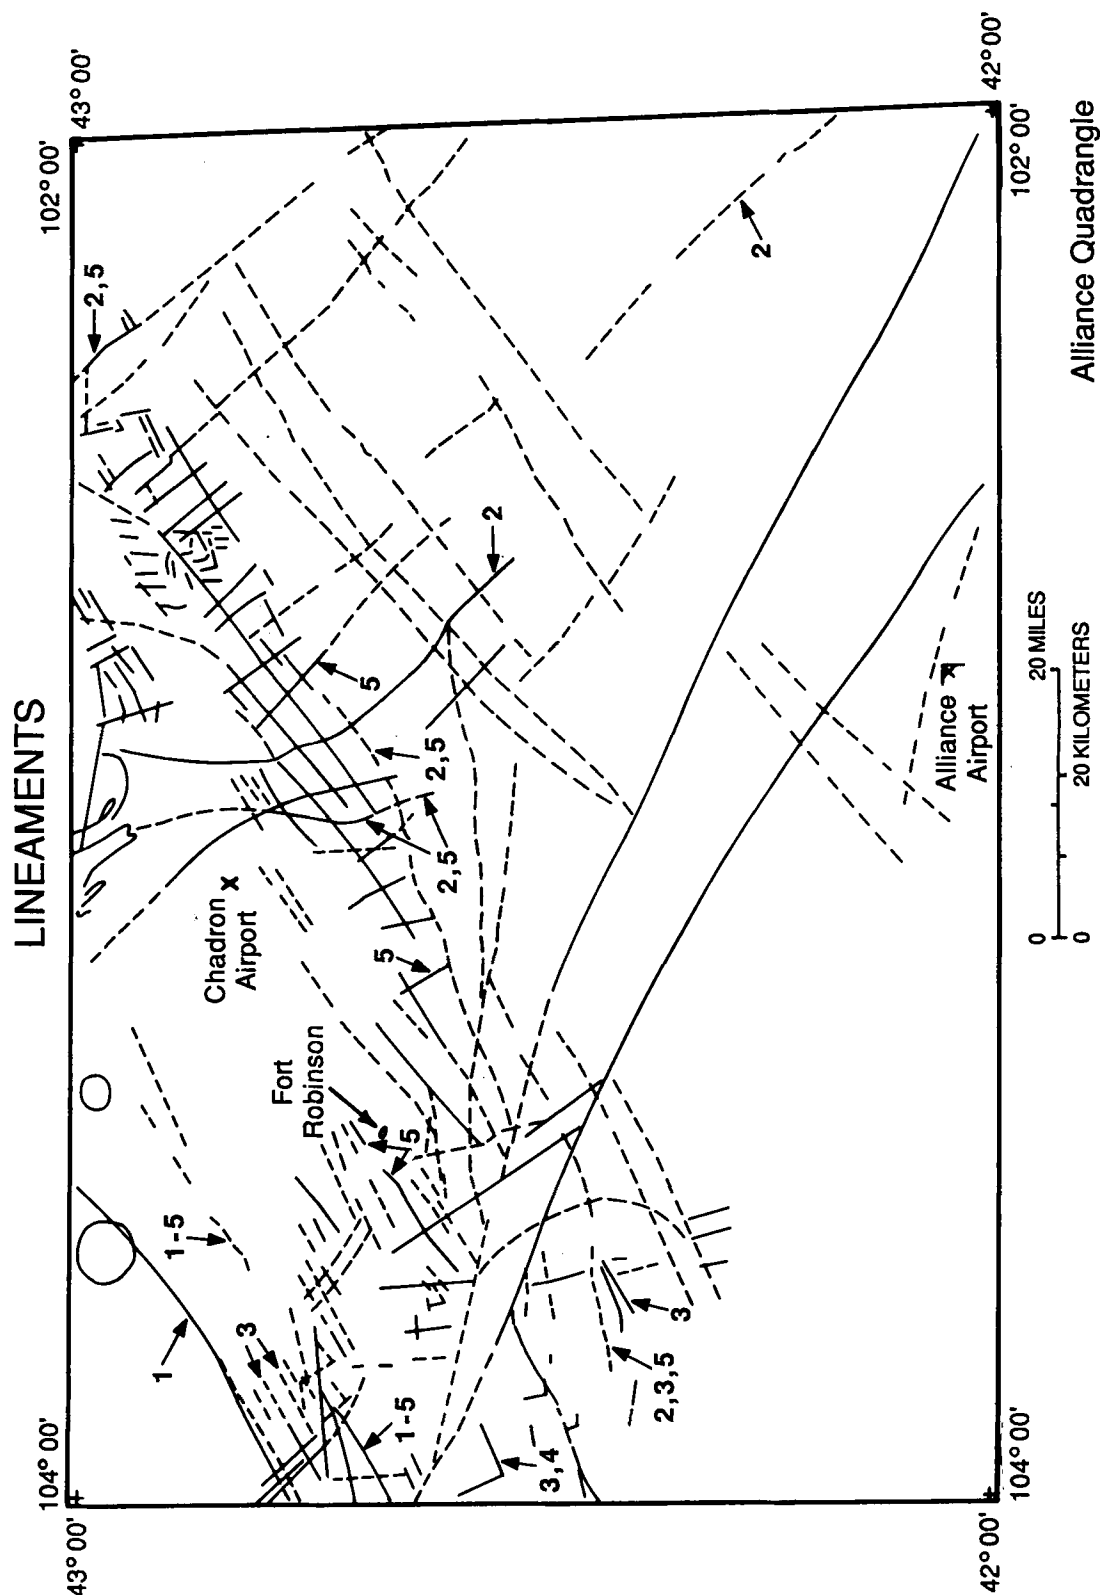 LINEAMENTS
104° 00'
102° 00'
43° 00'
43° 00'
1
1-5
2,5
3
Chadron
Airport
Fort
Robinson
5
5
5
1-5
2,5
2,5
2
3,4
2,3,5
3
2
Alliance
Airport
42° 00'
42° 00'
104° 00'
102° 00'
0
20 MILES
0
20 KILOMETERS
Alliance Quadrangle